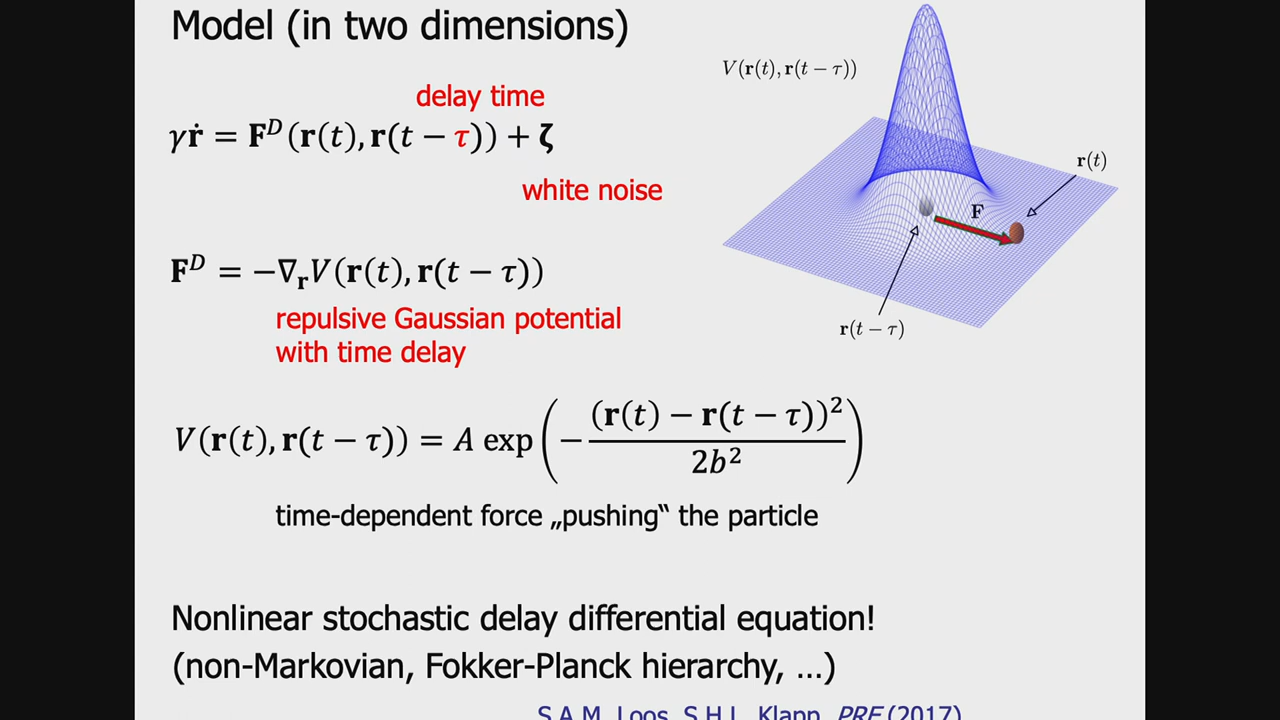 Model (in two dimensions)
V(r(t), r(t − τ))
delay time
γṙ = F^D(r(t), r(t − τ)) + ζ
white noise
r(t)
F
F^D = −∇_r V(r(t), r(t − τ))
r(t − τ)
repulsive Gaussian potential
with time delay
V(r(t), r(t − τ)) = A exp(−(r(t) − r(t − τ))² / 2b²)
time-dependent force „pushing‟ the particle
Nonlinear stochastic delay differential equation!
(non-Markovian, Fokker-Planck hierarchy, ...)
S.A.M. Loos, S.H.L. Klapp, PRE (2017)